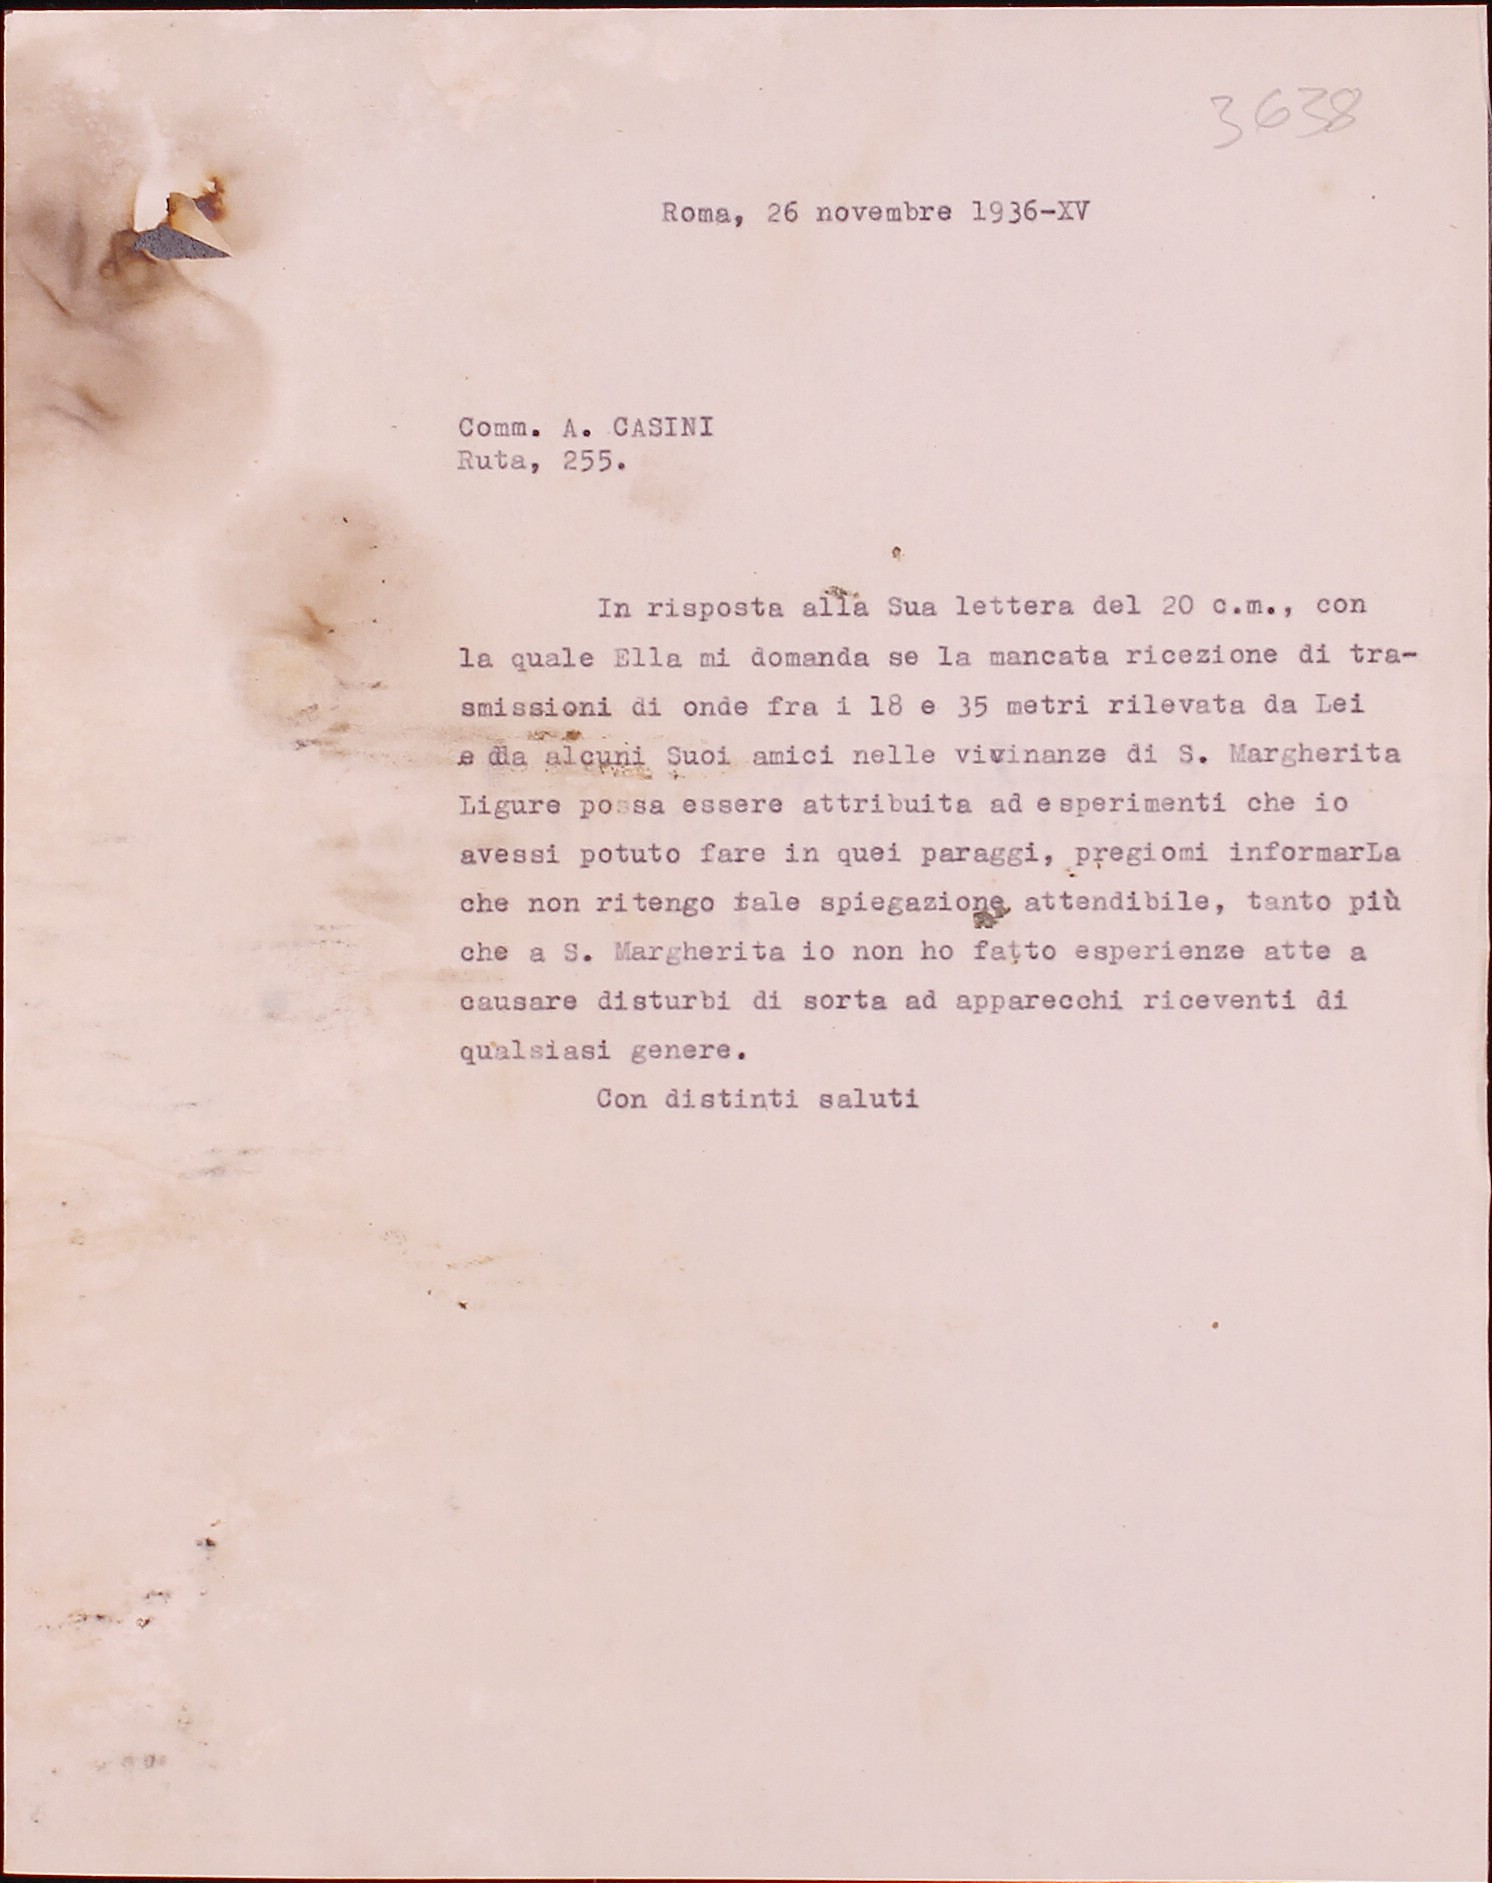 3638
Roma, 26 novembre 1936-XV
Comm. A. CASINI
Ruta, 255.
In risposta alla Sua lettera del 20 c.m., con
la quale Ella mi domanda se la mancata ricezione di tra-
smissioni di onde fra i 18 e 35 metri rilevata da Lei
e da alcuni Suoi amici nelle vicinanze di S. Margherita
Ligure possa essere attribuita ad esperimenti che io
avessi potuto fare in quei paraggi, pregiomi informarLa
che non ritengo tale spiegazione attendibile, tanto più
che a S. Margherita io non ho fatto esperienze atte a
causare disturbi di sorta ad apparecchi riceventi di
qualsiasi genere.
Con distinti saluti